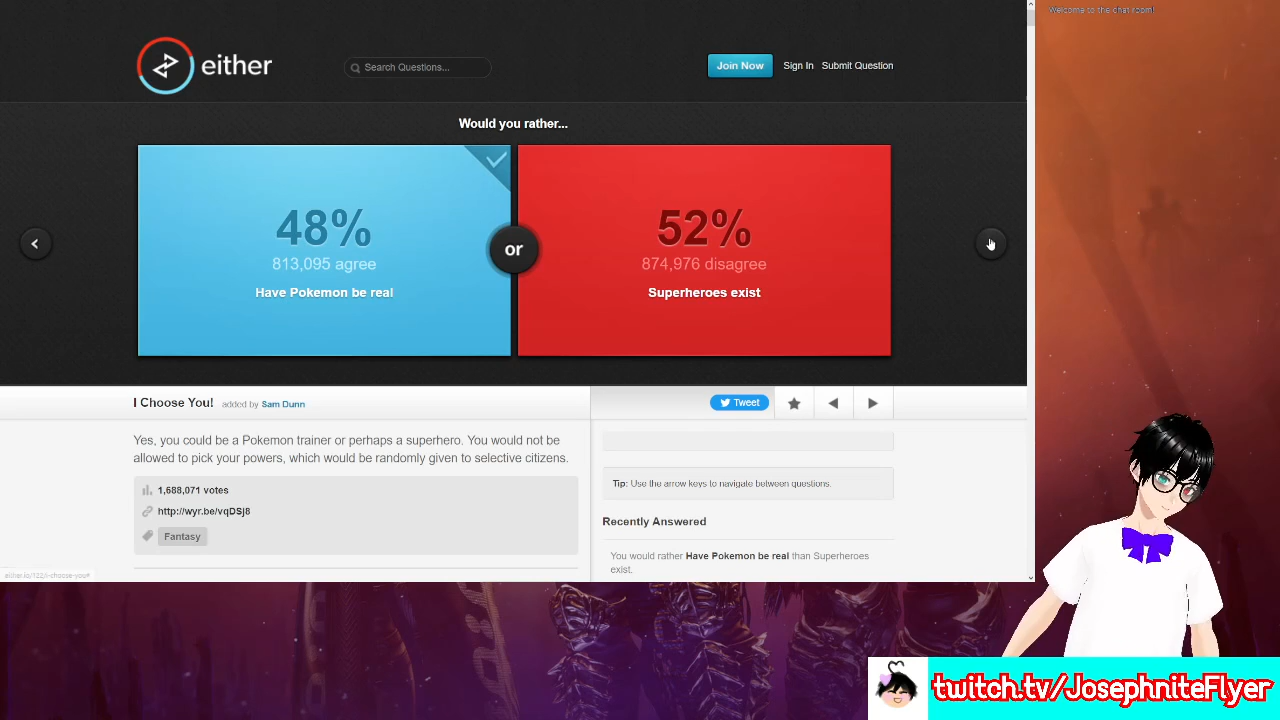 Welcome to the chat room!
either
Search Questions...
Join Now Sign In Submit Question
Would you rather...
48%
813,095 agree
Have Pokemon be real
or
52%
874,976 disagree
Superheroes exist
I Choose You! added by Sam Dunn
Tweet
Yes, you could be a Pokemon trainer or perhaps a superhero. You would not be
allowed to pick your powers, which would be randomly given to selective citizens.
1,688,071 votes
http://wyr.be/vqDSj8
Fantasy
Tip: Use the arrow keys to navigate between questions.
Recently Answered
You would rather Have Pokemon be real than Superheroes
exist.
either.io/122/i-choose-you#
twitch.tv/JosephniteFlyer